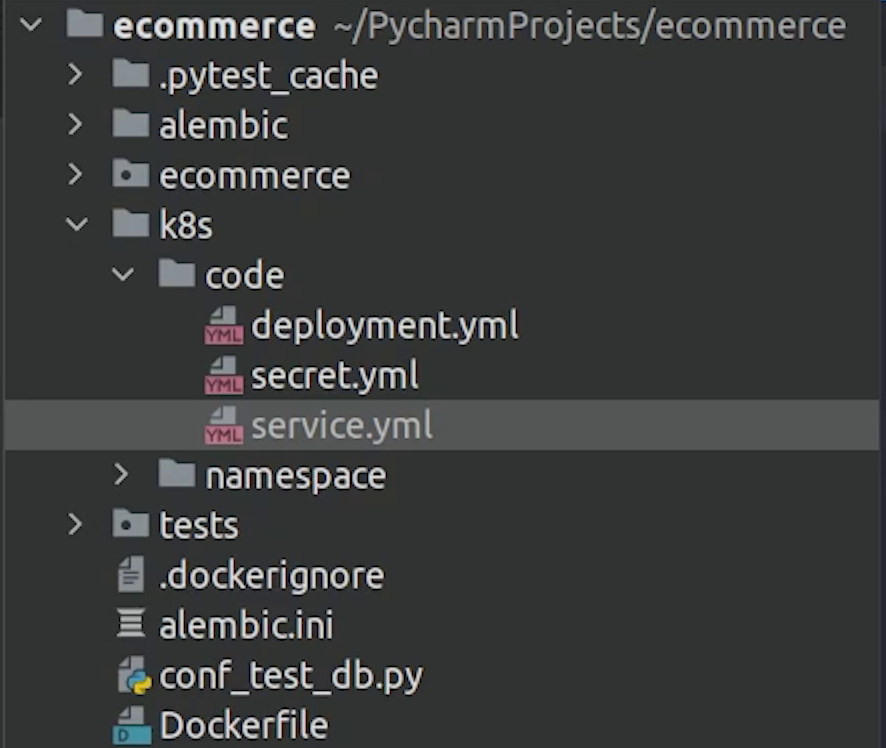 ecommerce ~/PycharmProjects/ecommerce
.pytest_cache
alembic
ecommerce
k8s
code
YML deployment.yml
YML secret.yml
YML service.yml
namespace
tests
.dockerignore
alembic.ini
conf_test_db.py
D Dockerfile